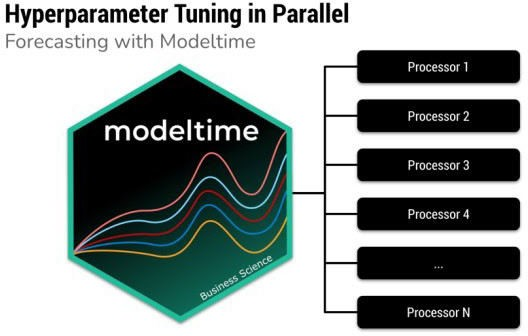 Hyperparameter Tuning in Parallel
Forecasting with Modeltime
modeltime
Business Science
Processor 1
Processor 2
Processor 3
Processor 4
...
Processor N